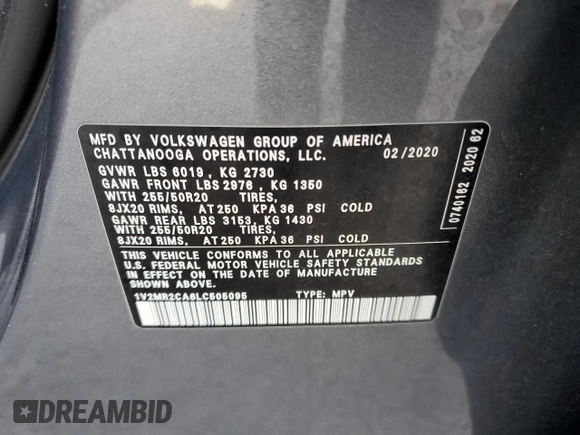 MFD BY VOLKSWAGEN GROUP OF AMERICA
CHATTANOOGA OPERATIONS, LLC. 02/2020
GVWR LBS 6019 , KG 2730
GAWR FRONT LBS 2976 , KG 1350
WITH 255/50R20 TIRES,
8JX20 RIMS, AT 250 KPA 36 PSI COLD
GAWR REAR LBS 3153 , KG 1430
WITH 255/50R20 TIRES,
8JX20 RIMS, AT 250 KPA 36 PSI COLD
THIS VEHICLE CONFORMS TO ALL APPLICABLE
U.S. FEDERAL MOTOR VEHICLE SAFETY STANDARDS
IN EFFECT ON THE DATE OF MANUFACTURE
SHOWN ABOVE.
1V2MR2CA6LC505095 TYPE: MPV
0740162 2020 62
DREAMBID